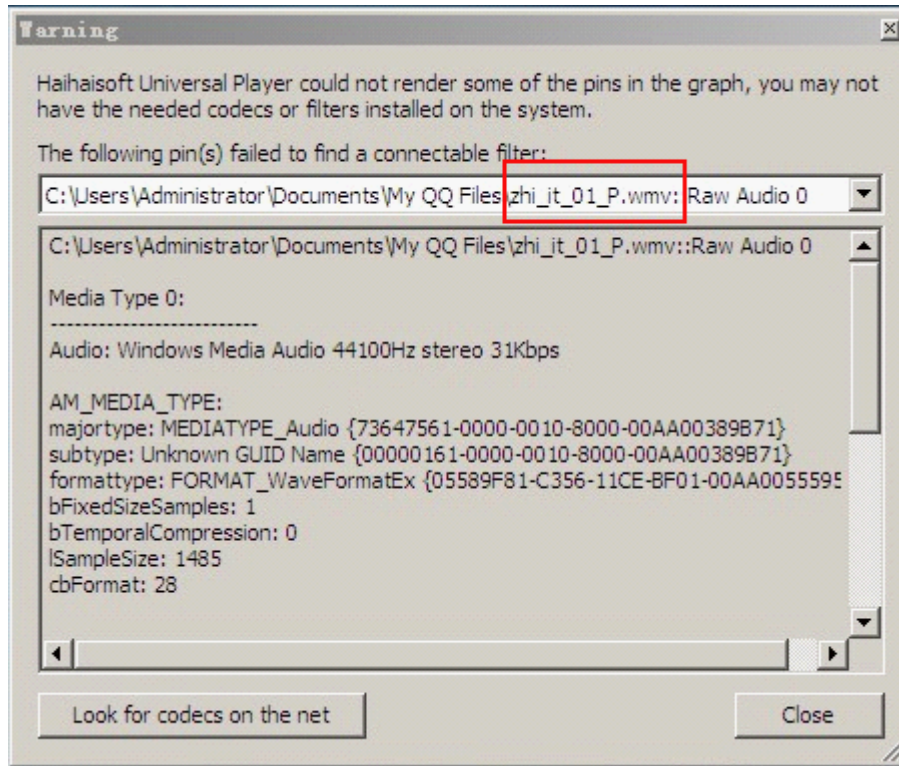 Warning
Haihaisoft Universal Player could not render some of the pins in the graph, you may not
have the needed codecs or filters installed on the system.
The following pin(s) failed to find a connectable filter:
C:\Users\Administrator\Documents\My QQ Files\zhi_it_01_P.wmv::Raw Audio 0
C:\Users\Administrator\Documents\My QQ Files\zhi_it_01_P.wmv::Raw Audio 0
Media Type 0:
--------------------------
Audio: Windows Media Audio 44100Hz stereo 31Kbps
AM_MEDIA_TYPE:
majortype: MEDIATYPE_Audio {73647561-0000-0010-8000-00AA00389B71}
subtype: Unknown GUID Name {00000161-0000-0010-8000-00AA00389B71}
formattype: FORMAT_WaveFormatEx {05589F81-C356-11CE-BF01-00AA0055595
bFixedSizeSamples: 1
bTemporalCompression: 0
lSampleSize: 1485
cbFormat: 28
Look for codecs on the net
Close